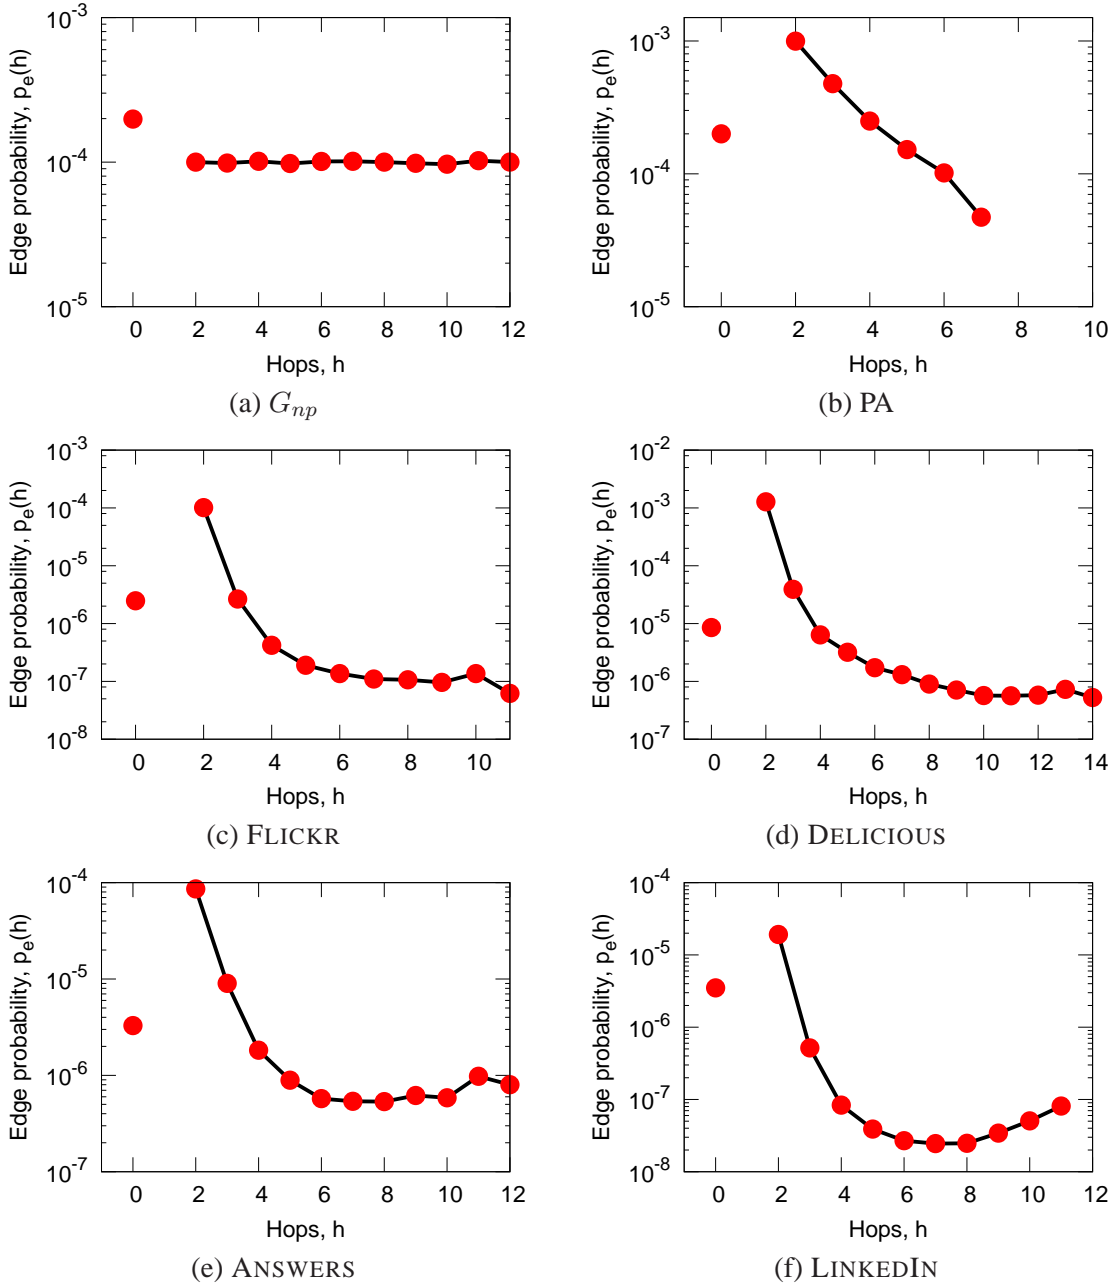 Edge probability, p_e(h)
10^-3
10^-4
10^-5
0 2 4 6 8 10 12
Hops, h
(a) G_np
Edge probability, p_e(h)
10^-3
10^-4
10^-5
0 2 4 6 8 10
Hops, h
(b) PA
Edge probability, p_e(h)
10^-3
10^-4
10^-5
10^-6
10^-7
10^-8
0 2 4 6 8 10
Hops, h
(c) FLICKR
Edge probability, p_e(h)
10^-2
10^-3
10^-4
10^-5
10^-6
10^-7
0 2 4 6 8 10 12 14
Hops, h
(d) DELICIOUS
Edge probability, p_e(h)
10^-4
10^-5
10^-6
10^-7
0 2 4 6 8 10 12
Hops, h
(e) ANSWERS
Edge probability, p_e(h)
10^-4
10^-5
10^-6
10^-7
10^-8
0 2 4 6 8 10 12
Hops, h
(f) LINKEDIN